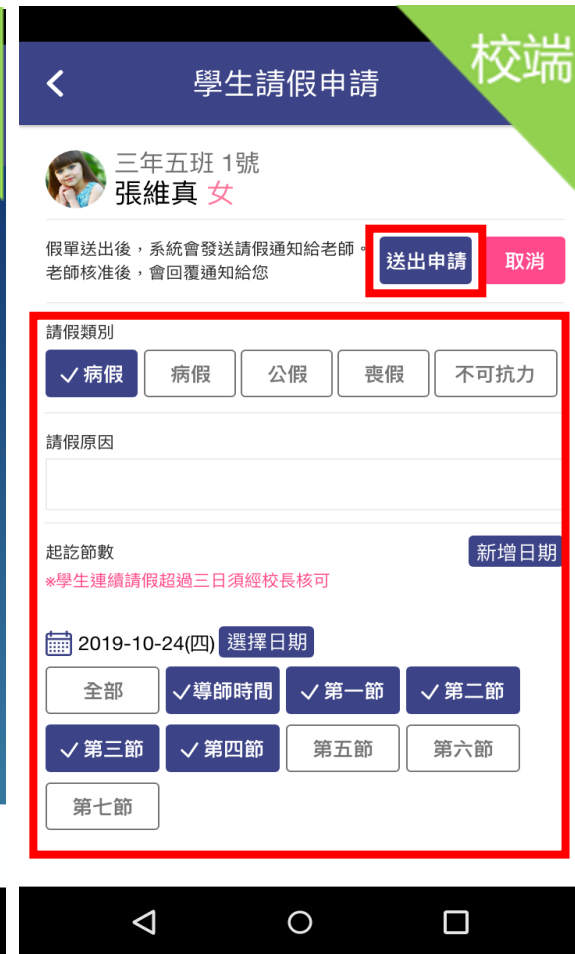 校端
學生請假申請
三年五班 1號
張維真 女
假單送出後，系統會發送請假通知給老師。
老師核准後，會回覆通知給您
送出申請 取消
請假類別
病假 病假 公假 喪假 不可抗力
請假原因
起訖節數 新增日期
※學生連續請假超過三日須經校長核可
2019-10-24(四) 選擇日期
全部 導師時間 第一節 第二節
第三節 第四節 第五節 第六節
第七節